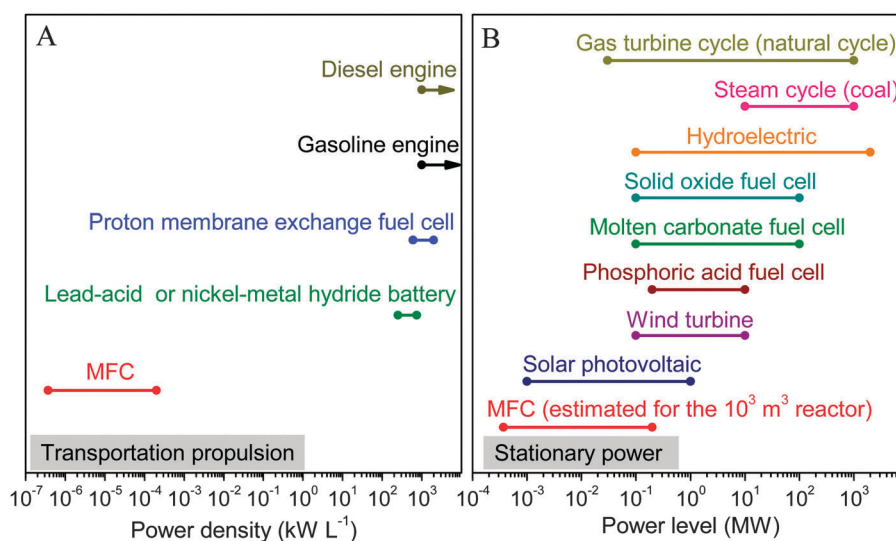 A
Diesel engine
Gasoline engine
Proton membrane exchange fuel cell
Lead-acid or nickel-metal hydride battery
MFC
Transportation propulsion
10⁻⁷ 10⁻⁶ 10⁻⁵ 10⁻⁴ 10⁻³ 10⁻² 10⁻¹ 10⁰ 10¹ 10² 10³
Power density (kW L⁻¹)
B
Gas turbine cycle (natural cycle)
Steam cycle (coal)
Hydroelectric
Solid oxide fuel cell
Molten carbonate fuel cell
Phosphoric acid fuel cell
Wind turbine
Solar photovoltaic
MFC (estimated for the 10³ m³ reactor)
Stationary power
10⁻⁴ 10⁻³ 10⁻² 10⁻¹ 10⁰ 10¹ 10² 10³
Power level (MW)